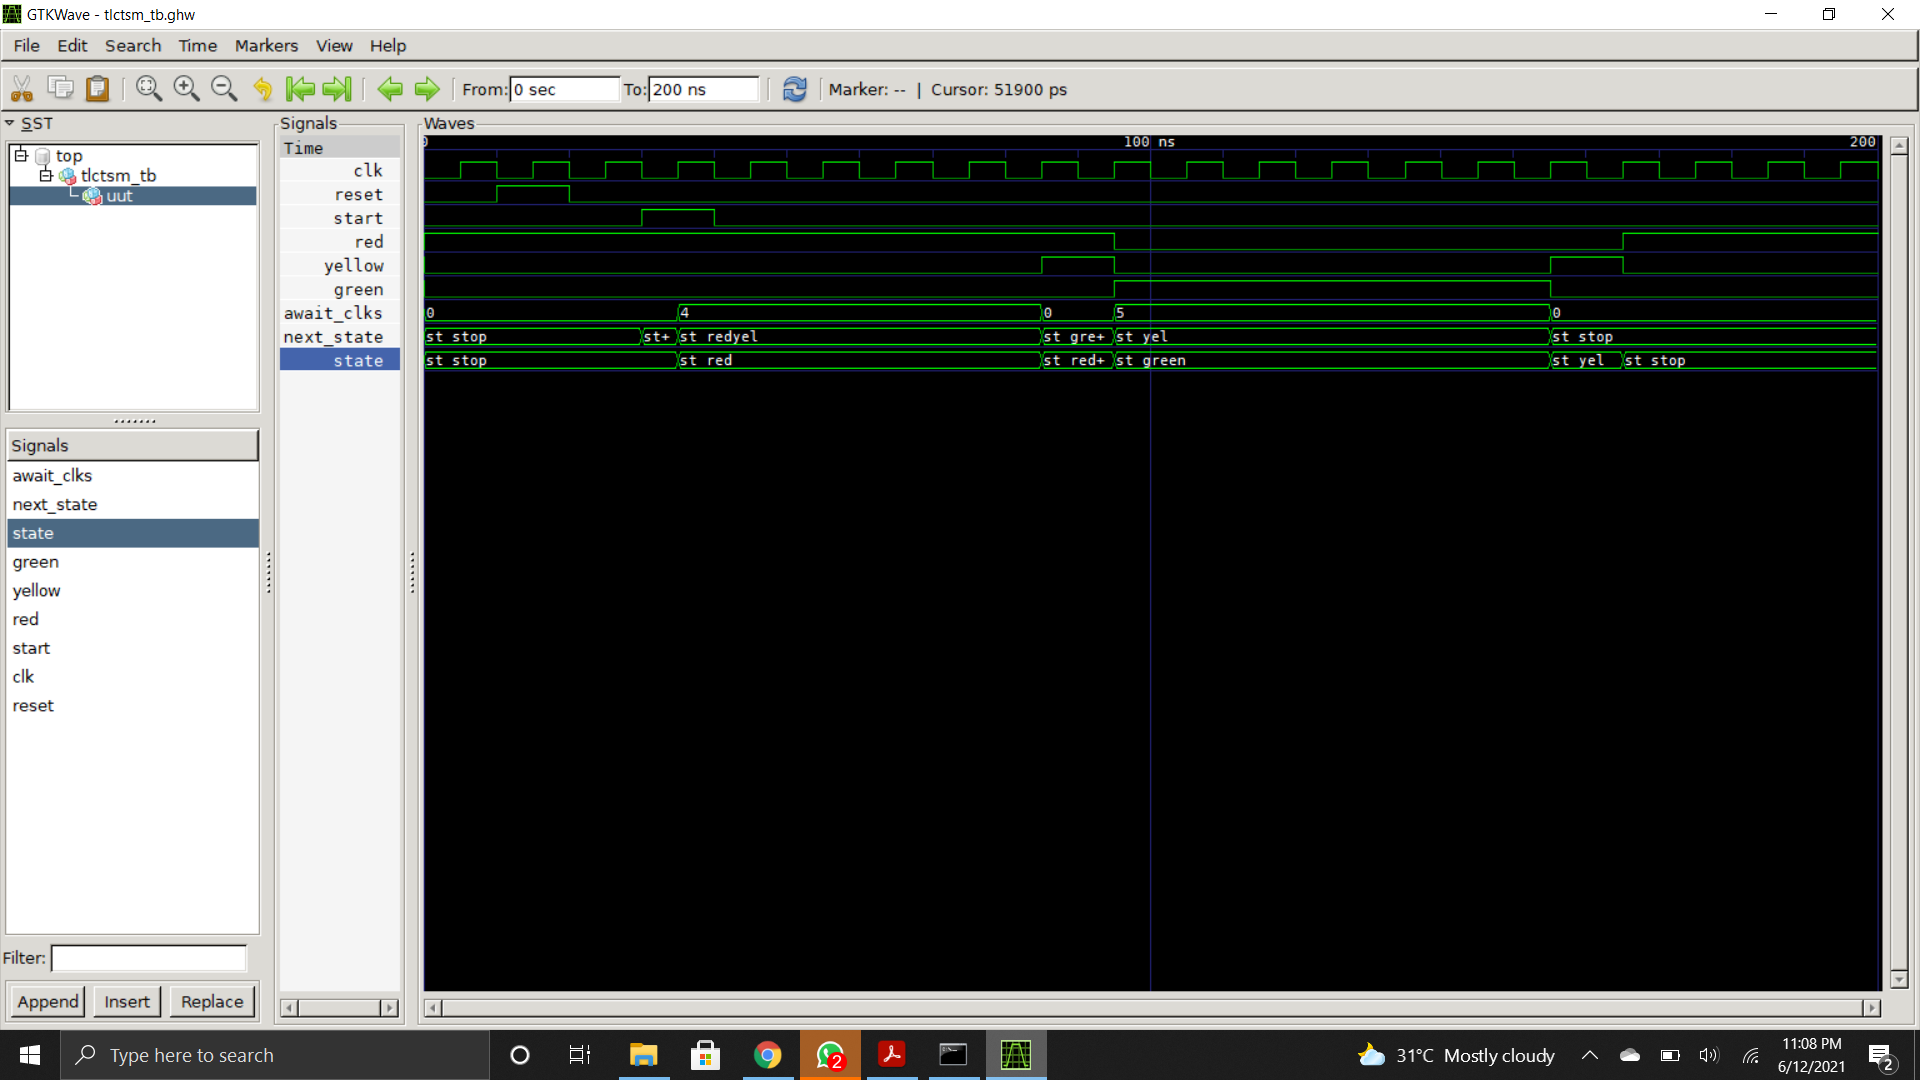 GTKWave - tlctsm_tb.ghw
File Edit Search Time Markers View Help
From: 0 sec To: 200 ns Marker: -- | Cursor: 51900 ps
SST
top
tlctsm_tb
uut
Signals
await_clks
next_state
state
green
yellow
red
start
clk
reset
Filter:
Append Insert Replace
Signals
Time
clk
reset
start
red
yellow
green
await_clks
next_state
state
Waves
0 100 ns 200
0 4 0 5 0
st stop st+ st redyel st gre+ st yel st stop
st stop st red st red+ st green st yel st stop
Type here to search
2
31°C Mostly cloudy
11:08 PM
6/12/2021
2